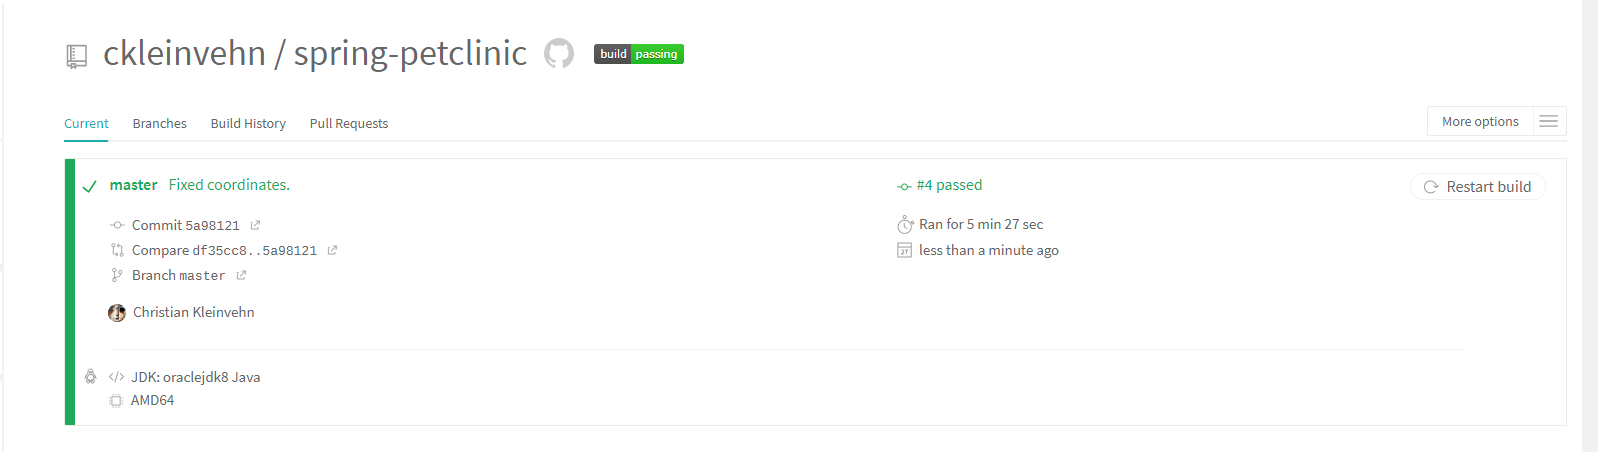 ckleinvehn / spring-petclinic build passing
Current Branches Build History Pull Requests More options
master Fixed coordinates. #4 passed Restart build
Commit 5a98121 Ran for 5 min 27 sec
Compare df35cc8..5a98121 less than a minute ago
Branch master
Christian Kleinvehn
JDK: oraclejdk8 Java
AMD64